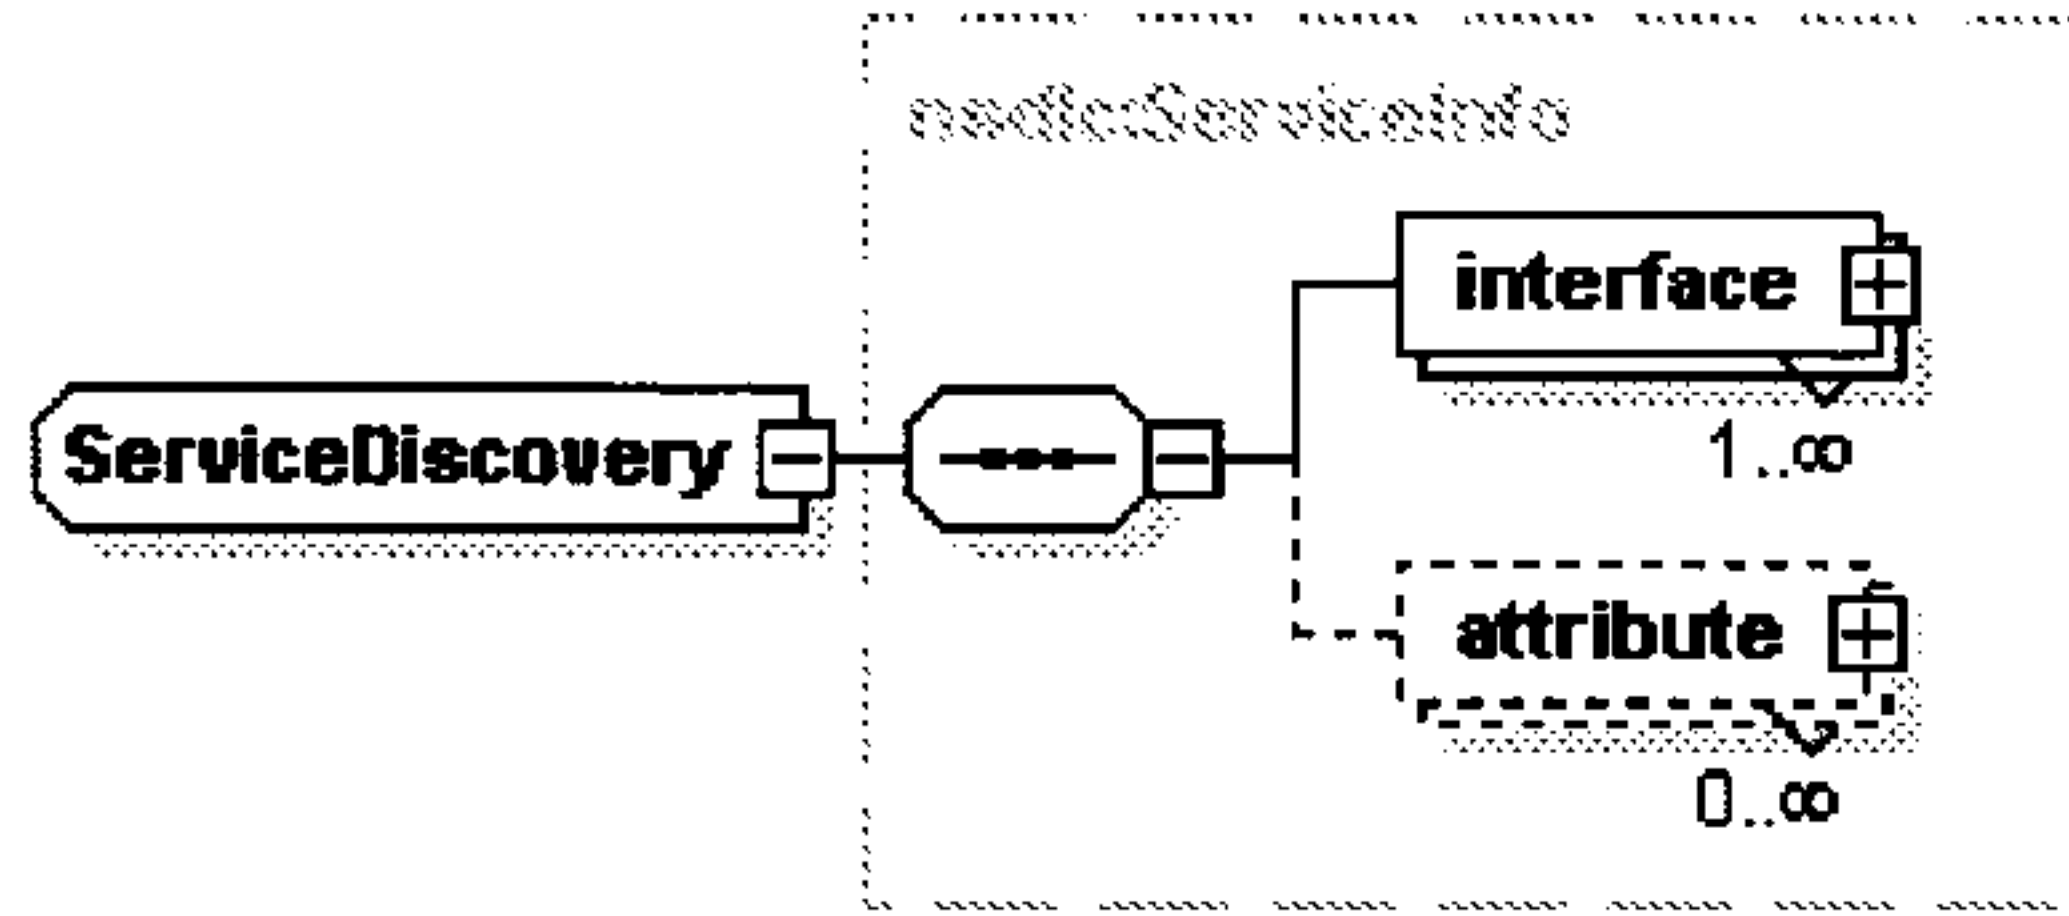 ServiceDiscovery
interface
1..∞
attribute
0..∞